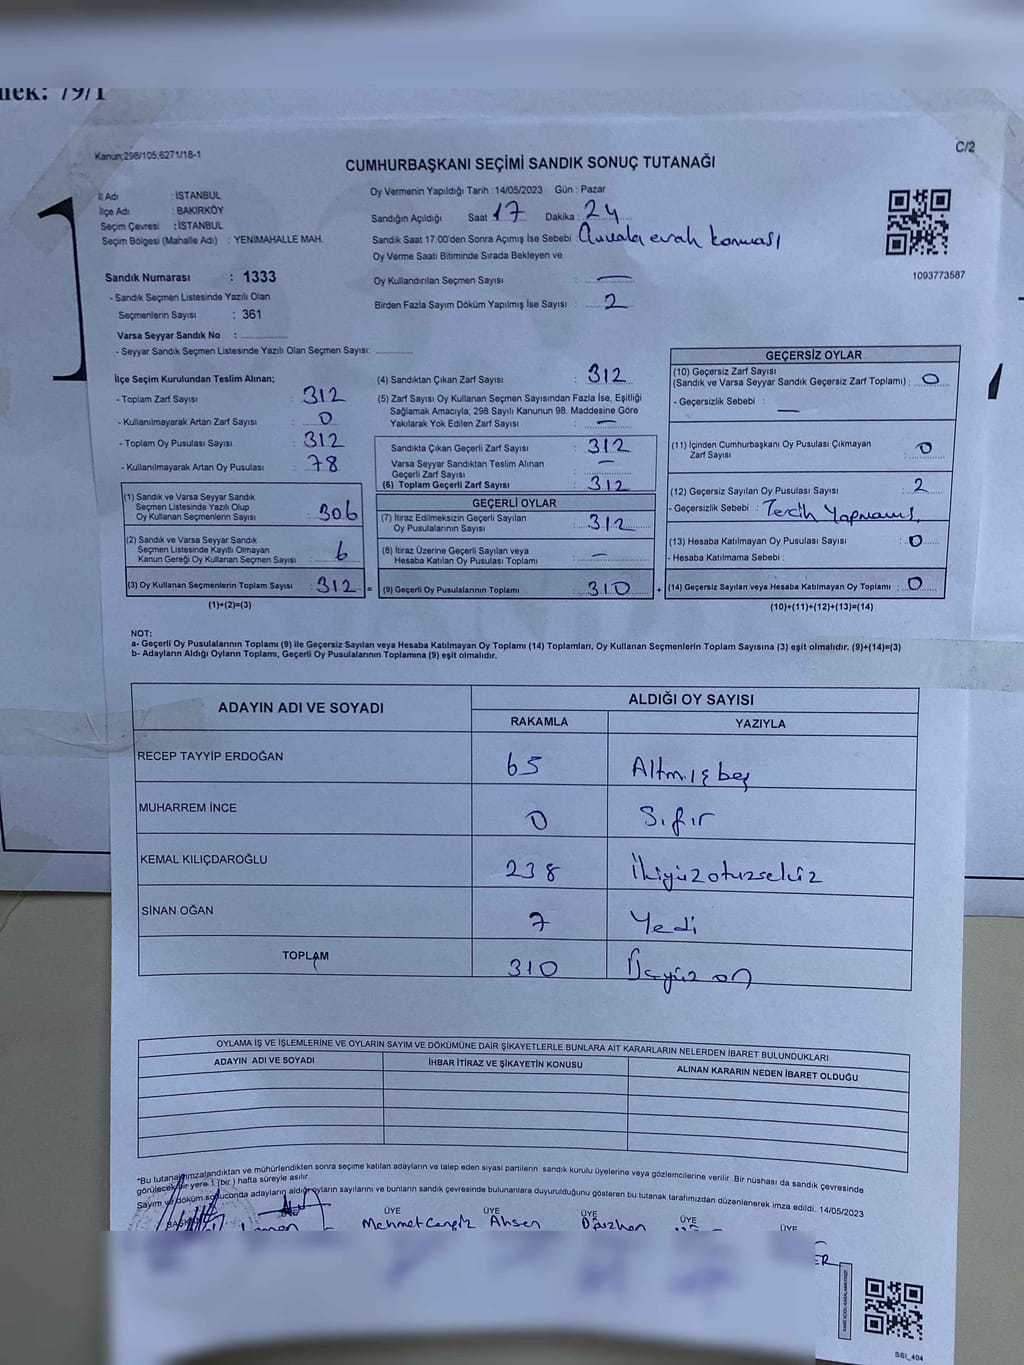 nek: 79/1
Kanun;298/105;6271/18-1
C/2
CUMHURBAŞKANI SEÇİMİ SANDIK SONUÇ TUTANAĞI
İl Adı : İSTANBUL
İlçe Adı : BAKIRKÖY
Seçim Çevresi : İSTANBUL
Seçim Bölgesi (Mahalle Adı) : YENİMAHALLE MAH.
Oy Vermenin Yapıldığı Tarih : 14/05/2023 Gün : Pazar
Sandığın Açıldığı Saat 17 Dakika : 24
Sandık Saat 17:00'den Sonra Açımış İse Sebebi : evrak konması
Oy Verme Saati Bitiminde Sırada Bekleyen ve
Oy Kullandırılan Seçmen Sayısı : —
Birden Fazla Sayım Döküm Yapılmış İse Sayısı : 2
1093773587
Sandık Numarası : 1333
- Sandık Seçmen Listesinde Yazılı Olan
Seçmenlerin Sayısı : 361
Varsa Seyyar Sandık No :
- Seyyar Sandık Seçmen Listesinde Yazılı Olan Seçmen Sayısı:
İlçe Seçim Kurulundan Teslim Alınan;
- Toplam Zarf Sayısı : 312
- Kullanılmayarak Artan Zarf Sayısı : 0
- Toplam Oy Pusulası Sayısı : 312
- Kullanılmayarak Artan Oy Pusulası : 78
(1) Sandık ve Varsa Seyyar Sandık
Seçmen Listesinde Yazılı Olup
Oy Kullanan Seçmenlerin Sayısı : 306
(2) Sandık ve Varsa Seyyar Sandık
Seçmen Listesinde Kayıtlı Olmayan
Kanun Gereği Oy Kullanan Seçmen Sayısı : 6
(3) Oy Kullanan Seçmenlerin Toplam Sayısı : 312 =
(1)+(2)=(3)
(4) Sandıktan Çıkan Zarf Sayısı : 312
(5) Zarf Sayısı Oy Kullanan Seçmen Sayısından Fazla İse, Eşitliği
Sağlamak Amacıyla; 298 Sayılı Kanunun 98. Maddesine Göre
Yakılarak Yok Edilen Zarf Sayısı : —
Sandıkta Çıkan Geçerli Zarf Sayısı : 312
Varsa Seyyar Sandıktan Teslim Alınan
Geçerli Zarf Sayısı : —
(6) Toplam Geçerli Zarf Sayısı : 312
GEÇERLİ OYLAR
(7) İtiraz Edilmeksizin Geçerli Sayılan
Oy Pusulalarının Sayısı : 312
(8) İtiraz Üzerine Geçerli Sayılan veya
Hesaba Katılan Oy Pusulası Toplamı : —
(9) Geçerli Oy Pusulalarının Toplamı : 310 +
GEÇERSİZ OYLAR
(10) Geçersiz Zarf Sayısı
(Sandık ve Varsa Seyyar Sandık Geçersiz Zarf Toplamı) : 0
- Geçersizlik Sebebi : —
(11) İçinden Cumhurbaşkanı Oy Pusulası Çıkmayan
Zarf Sayısı : 0
(12) Geçersiz Sayılan Oy Pusulası Sayısı : 2
- Geçersizlik Sebebi : Tercih Yapmamış
(13) Hesaba Katılmayan Oy Pusulası Sayısı : 0
- Hesaba Katılmama Sebebi :
(14) Geçersiz Sayılan veya Hesaba Katılmayan Oy Toplamı : 0
(10)+(11)+(12)+(13)=(14)
NOT:
a- Geçerli Oy Pusulalarının Toplamı (9) ile Geçersiz Sayılan veya Hesaba Katılmayan Oy Toplamı (14) Toplamları, Oy Kullanan Seçmenlerin Toplam Sayısına (3) eşit olmalıdır. (9)+(14)=(3)
b- Adayların Aldığı Oyların Toplamı, Geçerli Oy Pusulalarının Toplamına (9) eşit olmalıdır.
ADAYIN ADI VE SOYADI
ALDIĞI OY SAYISI
RAKAMLA YAZIYLA
RECEP TAYYİP ERDOĞAN 65 Altmışbeş
MUHARREM İNCE 0 Sıfır
KEMAL KILIÇDAROĞLU 238 İkiyüzotuzsekiz
SİNAN OĞAN 7 Yedi
TOPLAM 310 Üçyüz on
OYLAMA İŞ VE İŞLEMLERİNE VE OYLARIN SAYIM VE DÖKÜMÜNE DAİR ŞİKAYETLERLE BUNLARA AİT KARARLARIN NELERDEN İBARET BULUNDUKLARI
ADAYIN ADI VE SOYADI İHBAR İTİRAZ VE ŞİKAYETİN KONUSU ALINAN KARARIN NEDEN İBARET OLDUĞU
"Bu tutanak imzalandıktan ve mühürlendikten sonra seçime katılan adayların ve talep eden siyasi partilerin sandık kurulu üyelerine veya gözlemcilerine verilir. Bir nüshası da sandık çevresinde
görülecek bir yere 1 (bir) hafta süreyle asılır.
Sayım ve döküm sonucunda adayların aldığı oyların sayılarını ve bunların sandık çevresinde bulunanlara duyurulduğunu gösteren bu tutanak tarafımızdan düzenlenerek imza edildi. 14/05/2023
ÜYE ÜYE ÜYE ÜYE ÜYE
Mehmet Cengiz Ahsen Oğuzhan
ER
SSI_404